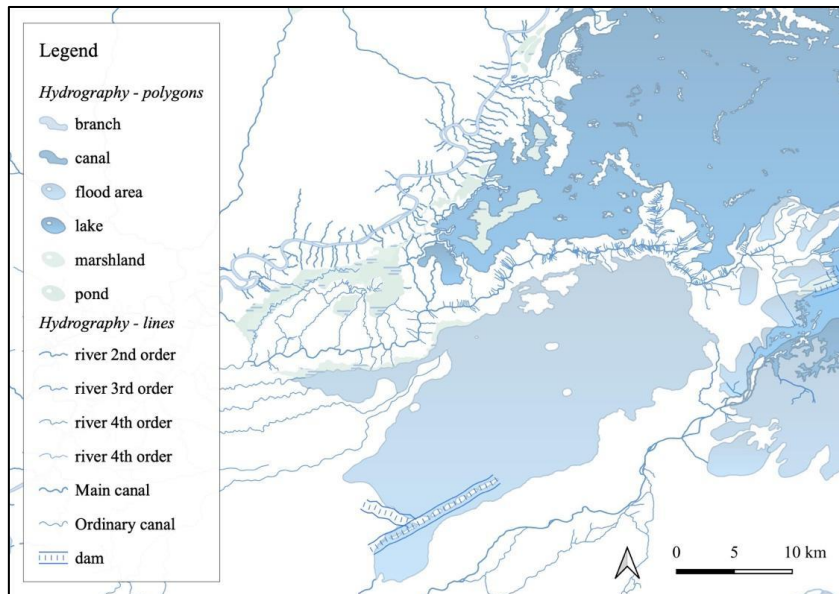 Legend
Hydrography - polygons
branch
canal
flood area
lake
marshland
pond
Hydrography - lines
river 2nd order
river 3rd order
river 4th order
river 4th order
Main canal
Ordinary canal
dam
0 5 10 km